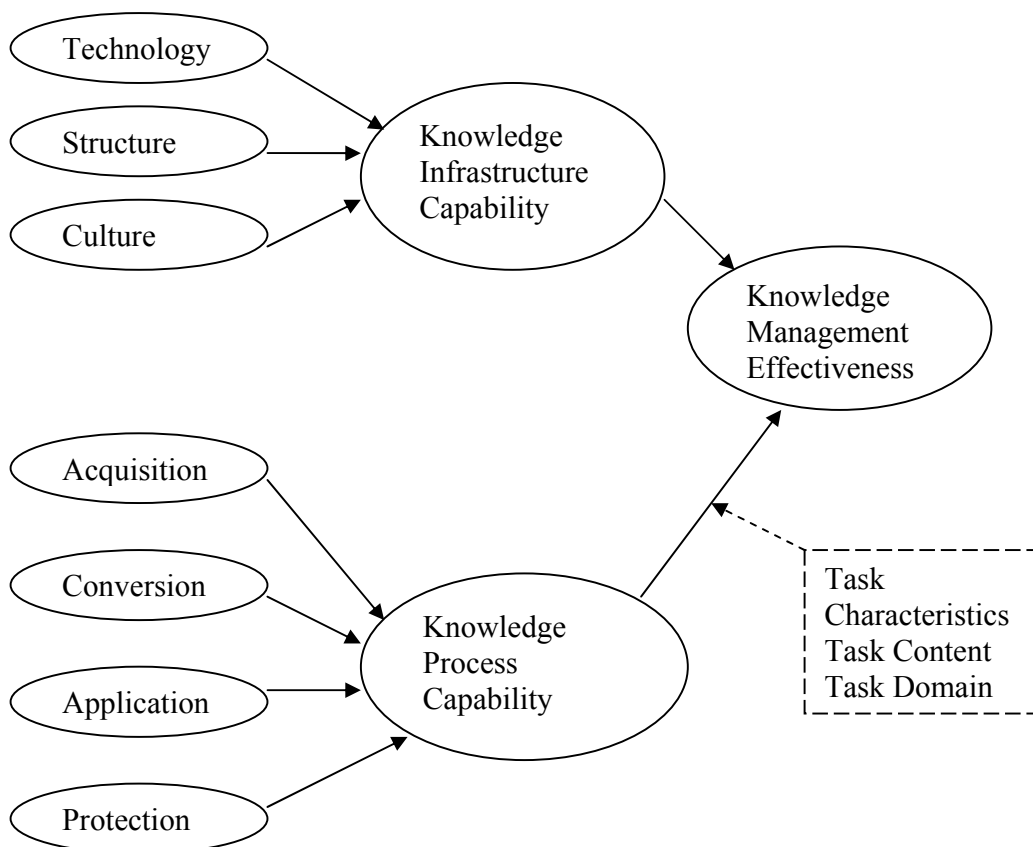 Technology
Structure
Culture
Knowledge
Infrastructure
Capability
Knowledge
Management
Effectiveness
Acquisition
Conversion
Application
Protection
Knowledge
Process
Capability
Task
Characteristics
Task Content
Task Domain